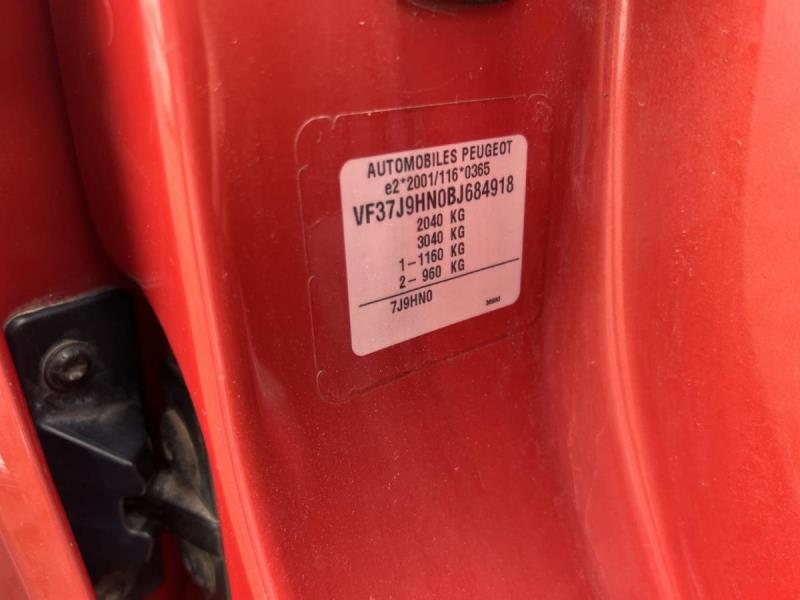 AUTOMOBILES PEUGEOT
e2*2001/116*0365
VF37J9HN0BJ684918
2040 KG
3040 KG
1-1160 KG
2- 960 KG
7J9HN0